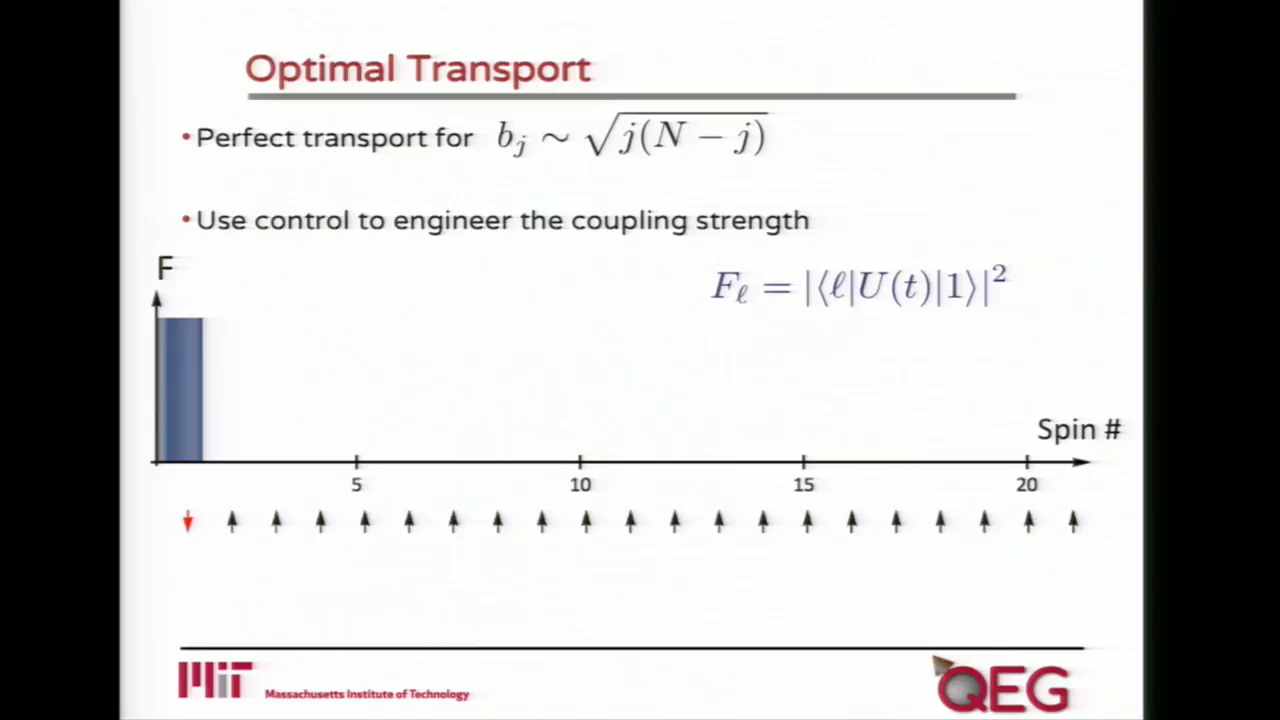 Optimal Transport
•Perfect transport for b_j ∼ √j(N − j)
•Use control to engineer the coupling strength
F
F_ℓ = |⟨ℓ|U(t)|1⟩|²
Spin #
5 10 15 20
MIT Massachusetts Institute of Technology
QEG